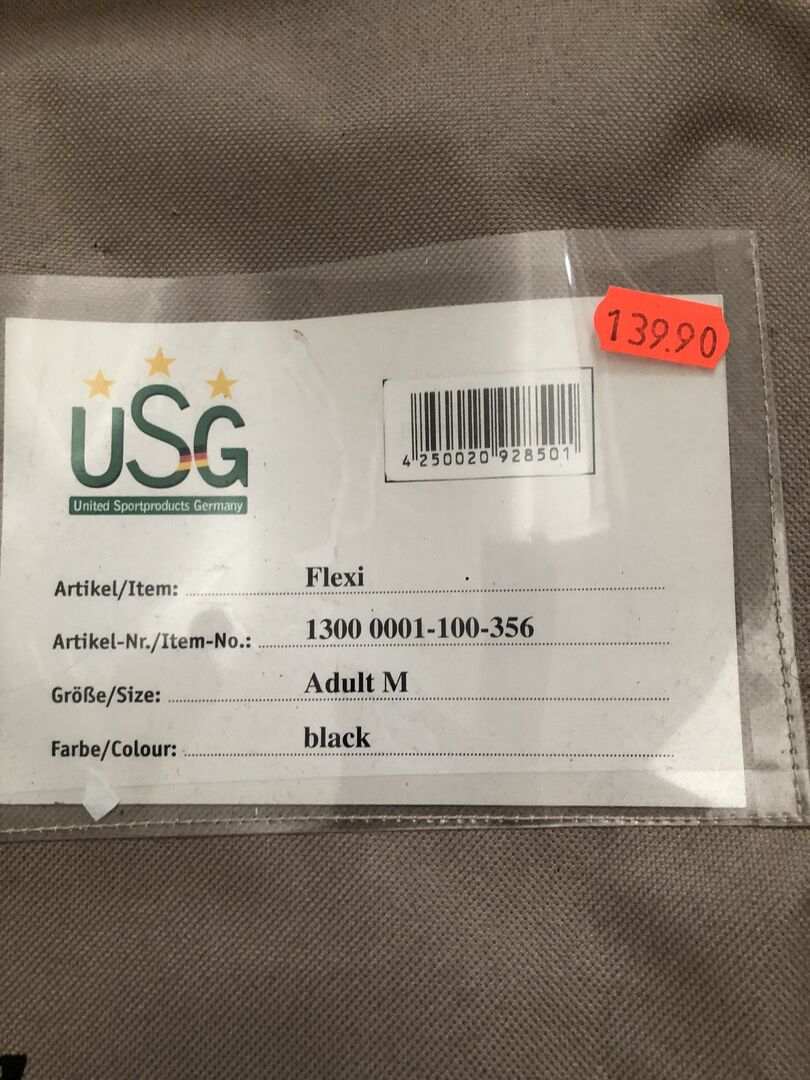 139.90
USG
United Sportproducts Germany
4 250020 928501
Artikel/Item: Flexi
Artikel-Nr./Item-No.: 1300 0001-100-356
Größe/Size: Adult M
Farbe/Colour: black